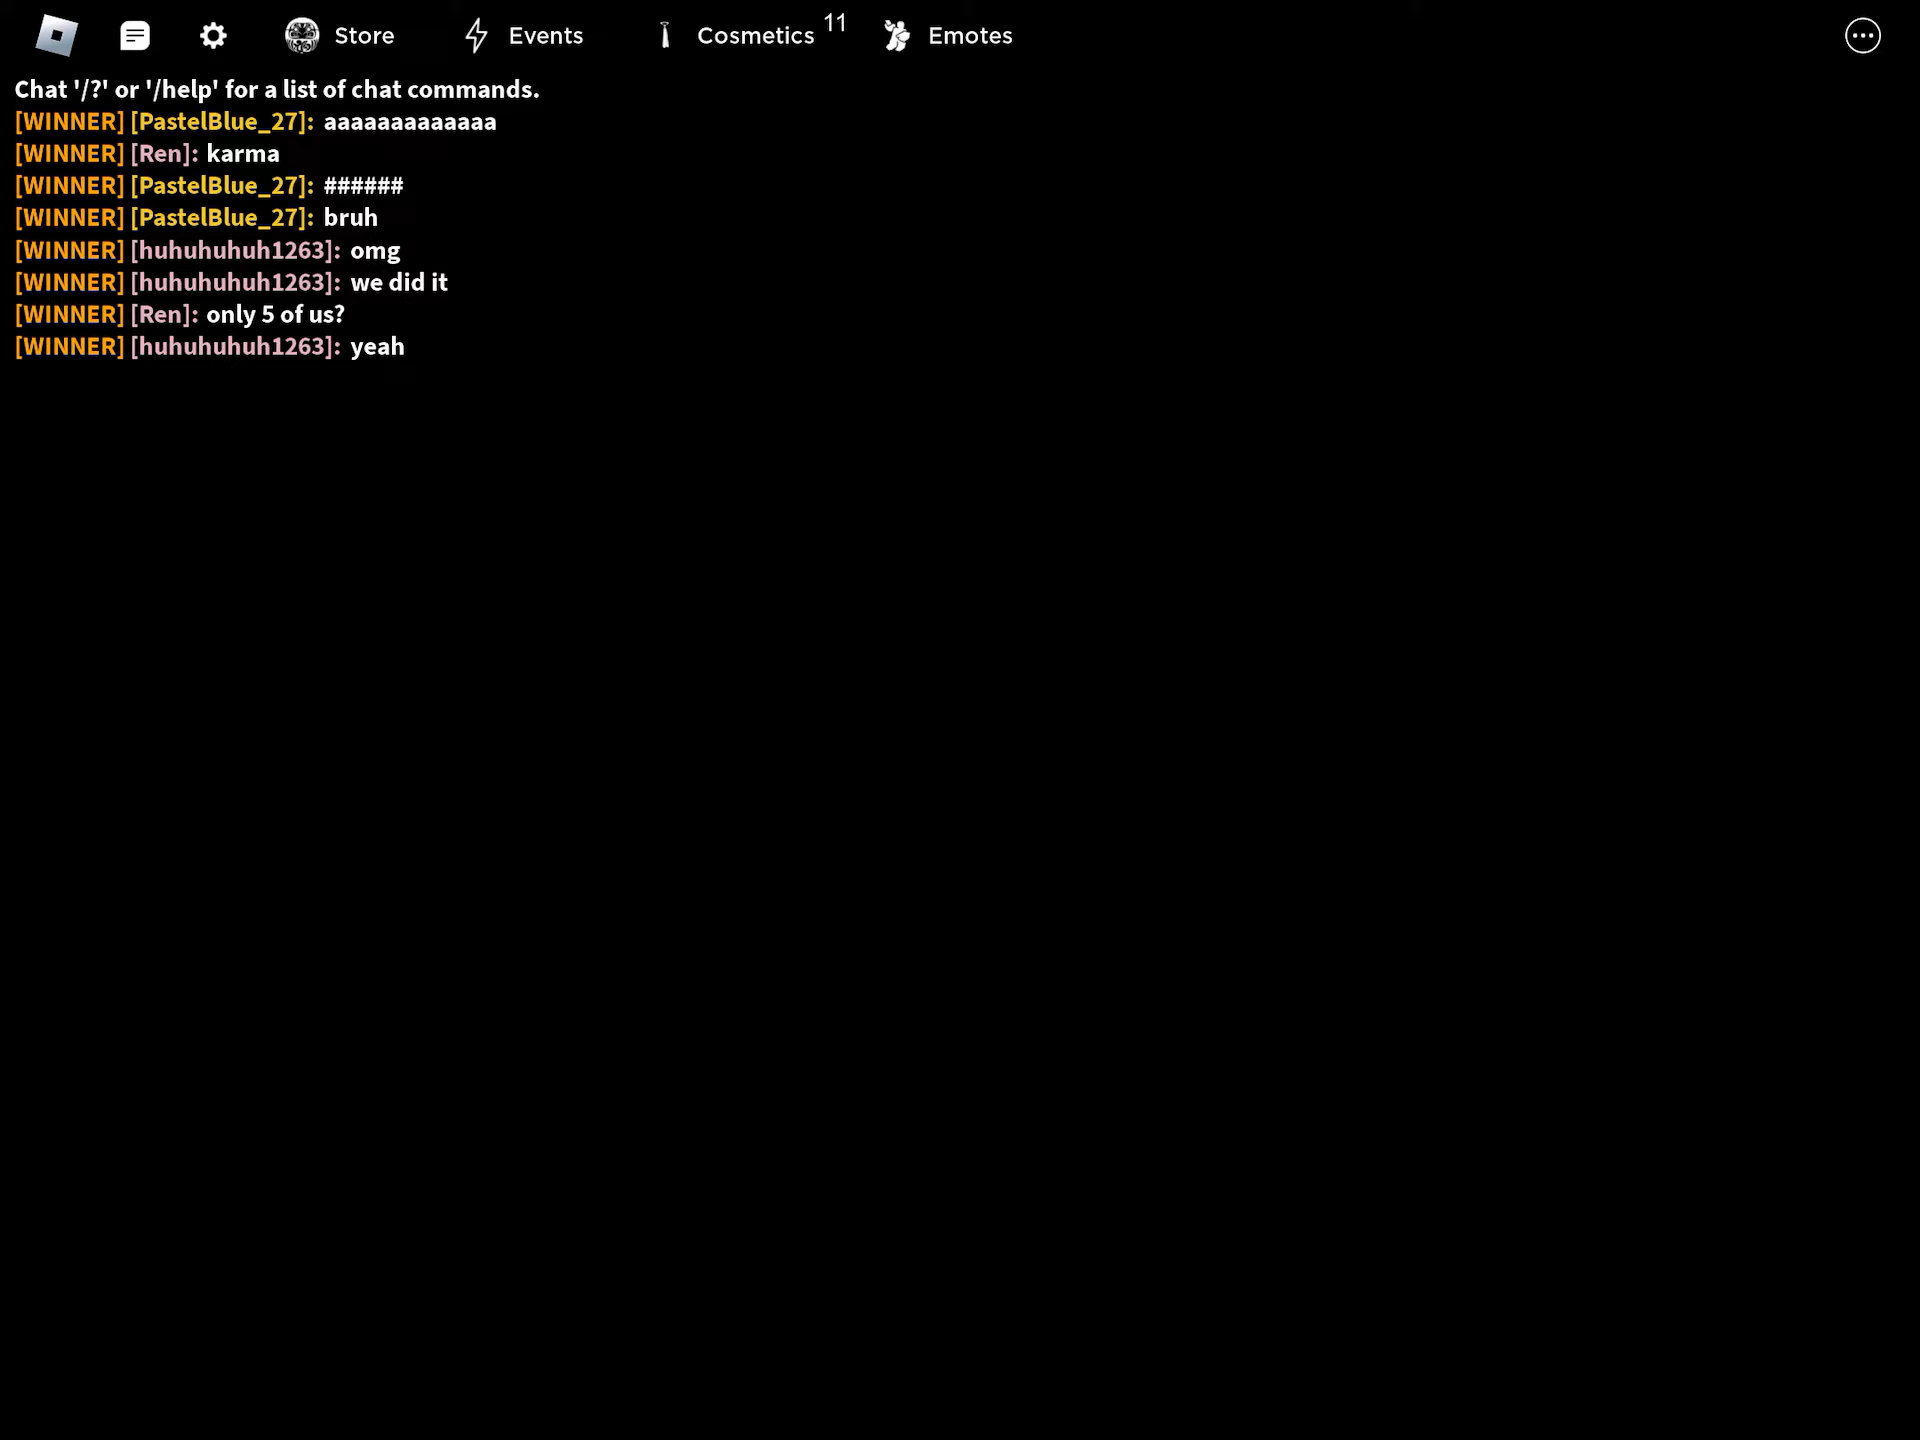 Store Events Cosmetics 11 Emotes
Chat '/?' or '/help' for a list of chat commands.
[WINNER] [PastelBlue_27]: aaaaaaaaaaaaa
[WINNER] [Ren]: karma
[WINNER] [PastelBlue_27]: ######
[WINNER] [PastelBlue_27]: bruh
[WINNER] [huhuhuhuh1263]: omg
[WINNER] [huhuhuhuh1263]: we did it
[WINNER] [Ren]: only 5 of us?
[WINNER] [huhuhuhuh1263]: yeah